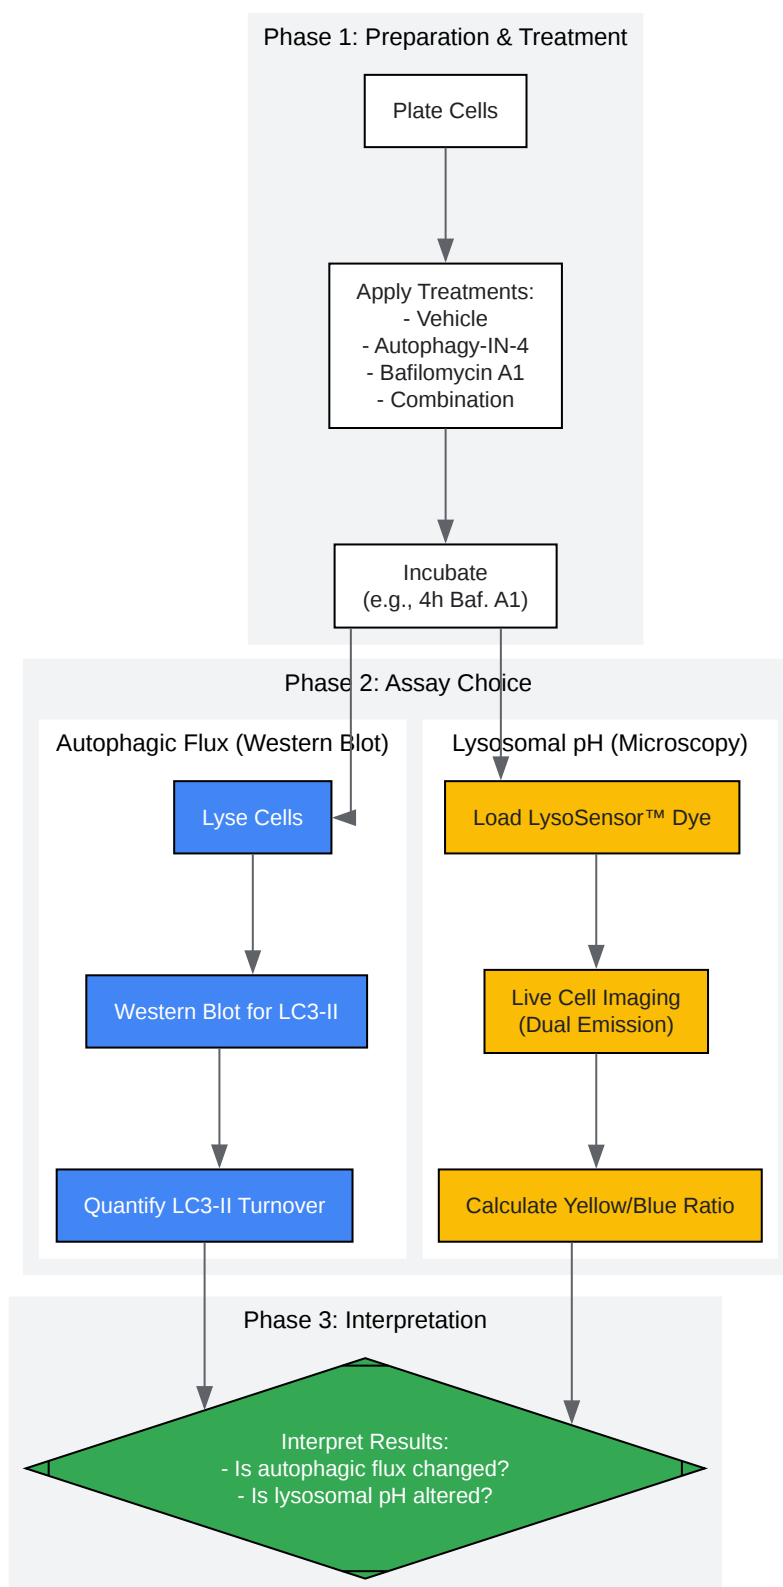 Phase 1: Preparation & Treatment
Plate Cells
Apply Treatments:
- Vehicle
- Autophagy-IN-4
- Bafilomycin A1
- Combination
Incubate
(e.g., 4h Baf. A1)
Phase 2: Assay Choice
Autophagic Flux (Western Blot)
Lyse Cells
Western Blot for LC3-II
Quantify LC3-II Turnover
Lysosomal pH (Microscopy)
Load LysoSensor™ Dye
Live Cell Imaging
(Dual Emission)
Calculate Yellow/Blue Ratio
Phase 3: Interpretation
Interpret Results:
- Is autophagic flux changed?
- Is lysosomal pH altered?